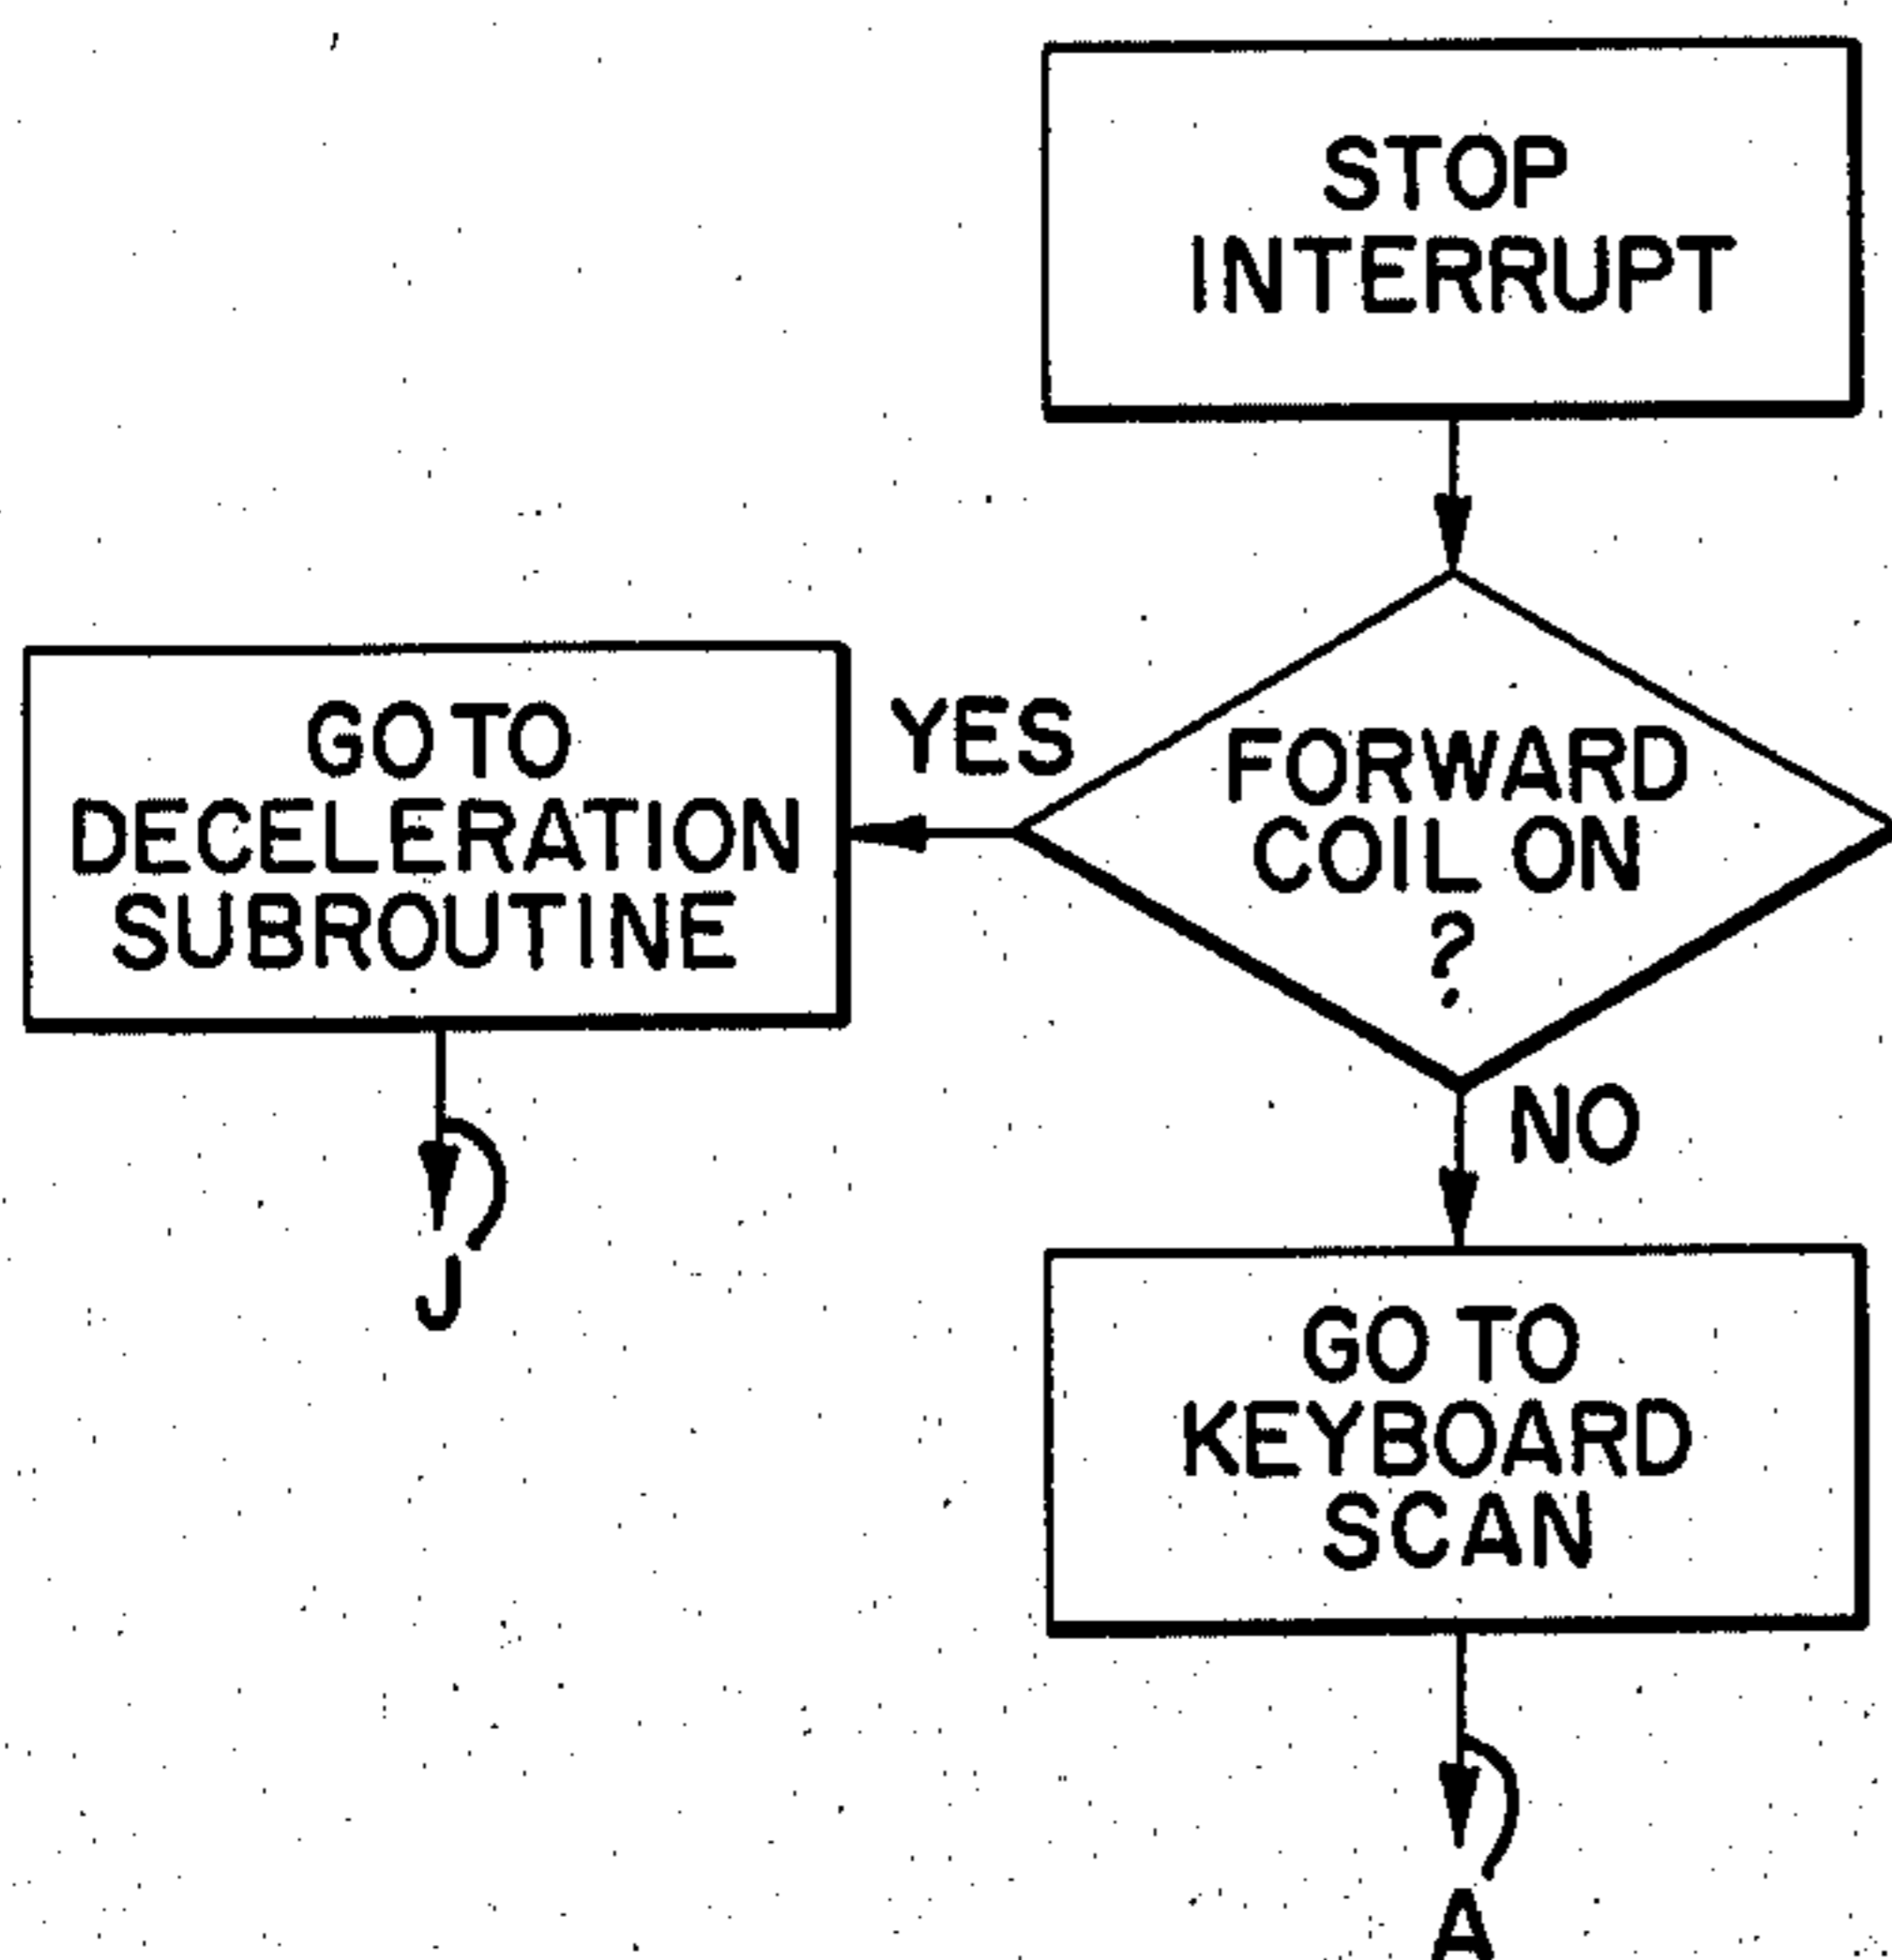 STOP
INTERRUPT
FORWARD
COIL ON
?
YES
NO
GO TO
DECELERATION
SUBROUTINE
J
GO TO
KEYBOARD
SCAN
A